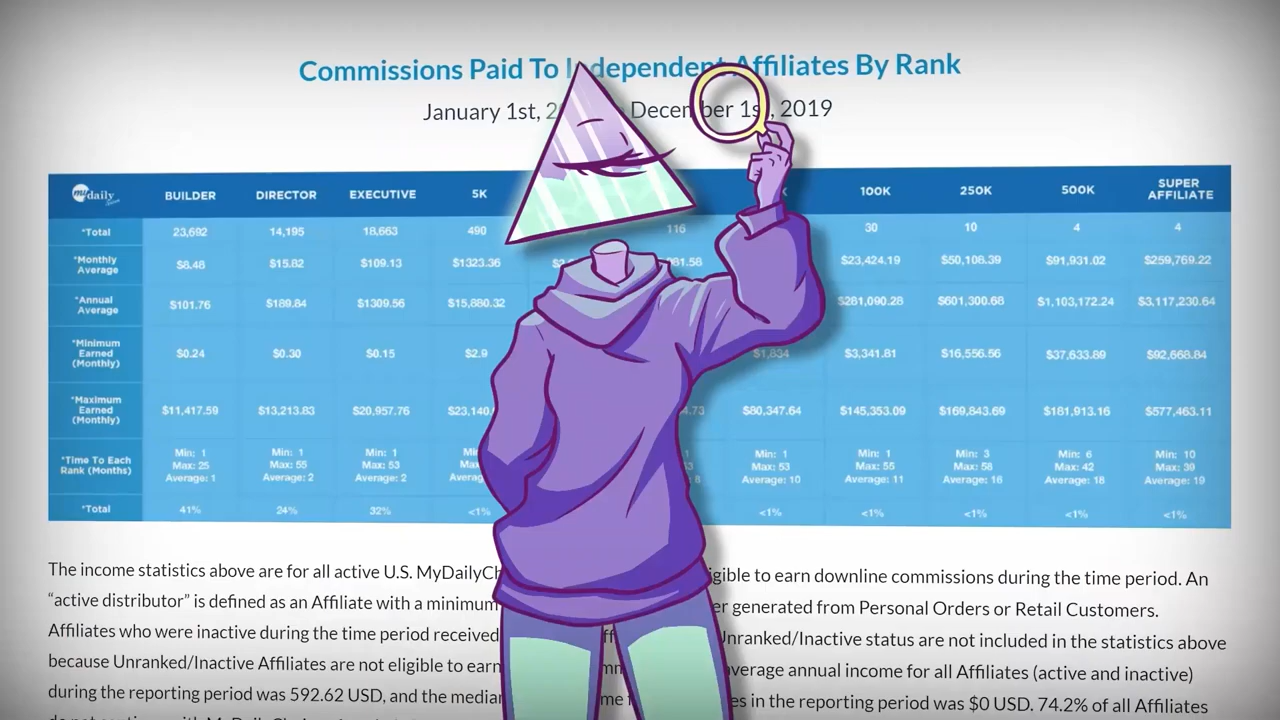 Commissions Paid To Independent Affiliates By Rank
January 1st, December 1st, 2019
my daily BUILDER DIRECTOR EXECUTIVE 5K 100K 250K 500K SUPER AFFILIATE
*Total 23,692 14,195 18,663 490 116 30 10 4 4
*Monthly Average $8.48 $15.82 $109.13 $1323.36 $23,424.19 $50,108.39 $91,931.02 $259,769.22
*Annual Average $101.76 $189.84 $1309.56 $15,880.32 $281,090.28 $601,300.68 $1,103,172.24 $3,117,230.64
*Minimum Earned (Monthly) $0.24 $0.30 $0.15 $2.9 $1,834 $3,341.81 $16,556.56 $37,633.89 $92,668.84
*Maximum Earned (Monthly) $11,417.59 $13,213.83 $20,957.76 $23,140. 4.73 $80,347.64 $145,353.09 $169,843.69 $181,913.16 $577,463.11
*Time To Each Rank (Months) Min: 1 Max: 25 Average: 1 Min: 1 Max: 55 Average: 2 Min: 1 Max: 53 Average: 2 Min: 1 Max: 53 Average: 10 Min: 1 Max: 55 Average: 11 Min: 3 Max: 58 Average: 16 Min: 6 Max: 42 Average: 18 Min: 10 Max: 39 Average: 19
*Total 41% 24% 32% <1% <1% <1% <1% <1% <1%
The income statistics above are for all active U.S. to earn downline commissions during the time period. An
“active distributor” is defined as an Affiliate with a minimum generated from Personal Orders or Retail Customers.
Affiliates who were inactive during the time period received Unranked/Inactive status are not included in the statistics above
because Unranked/Inactive Affiliates are not eligible to earn average annual income for all Affiliates (active and inactive)
during the reporting period was 592.62 USD, and the median in the reporting period was $0 USD. 74.2% of all Affiliates